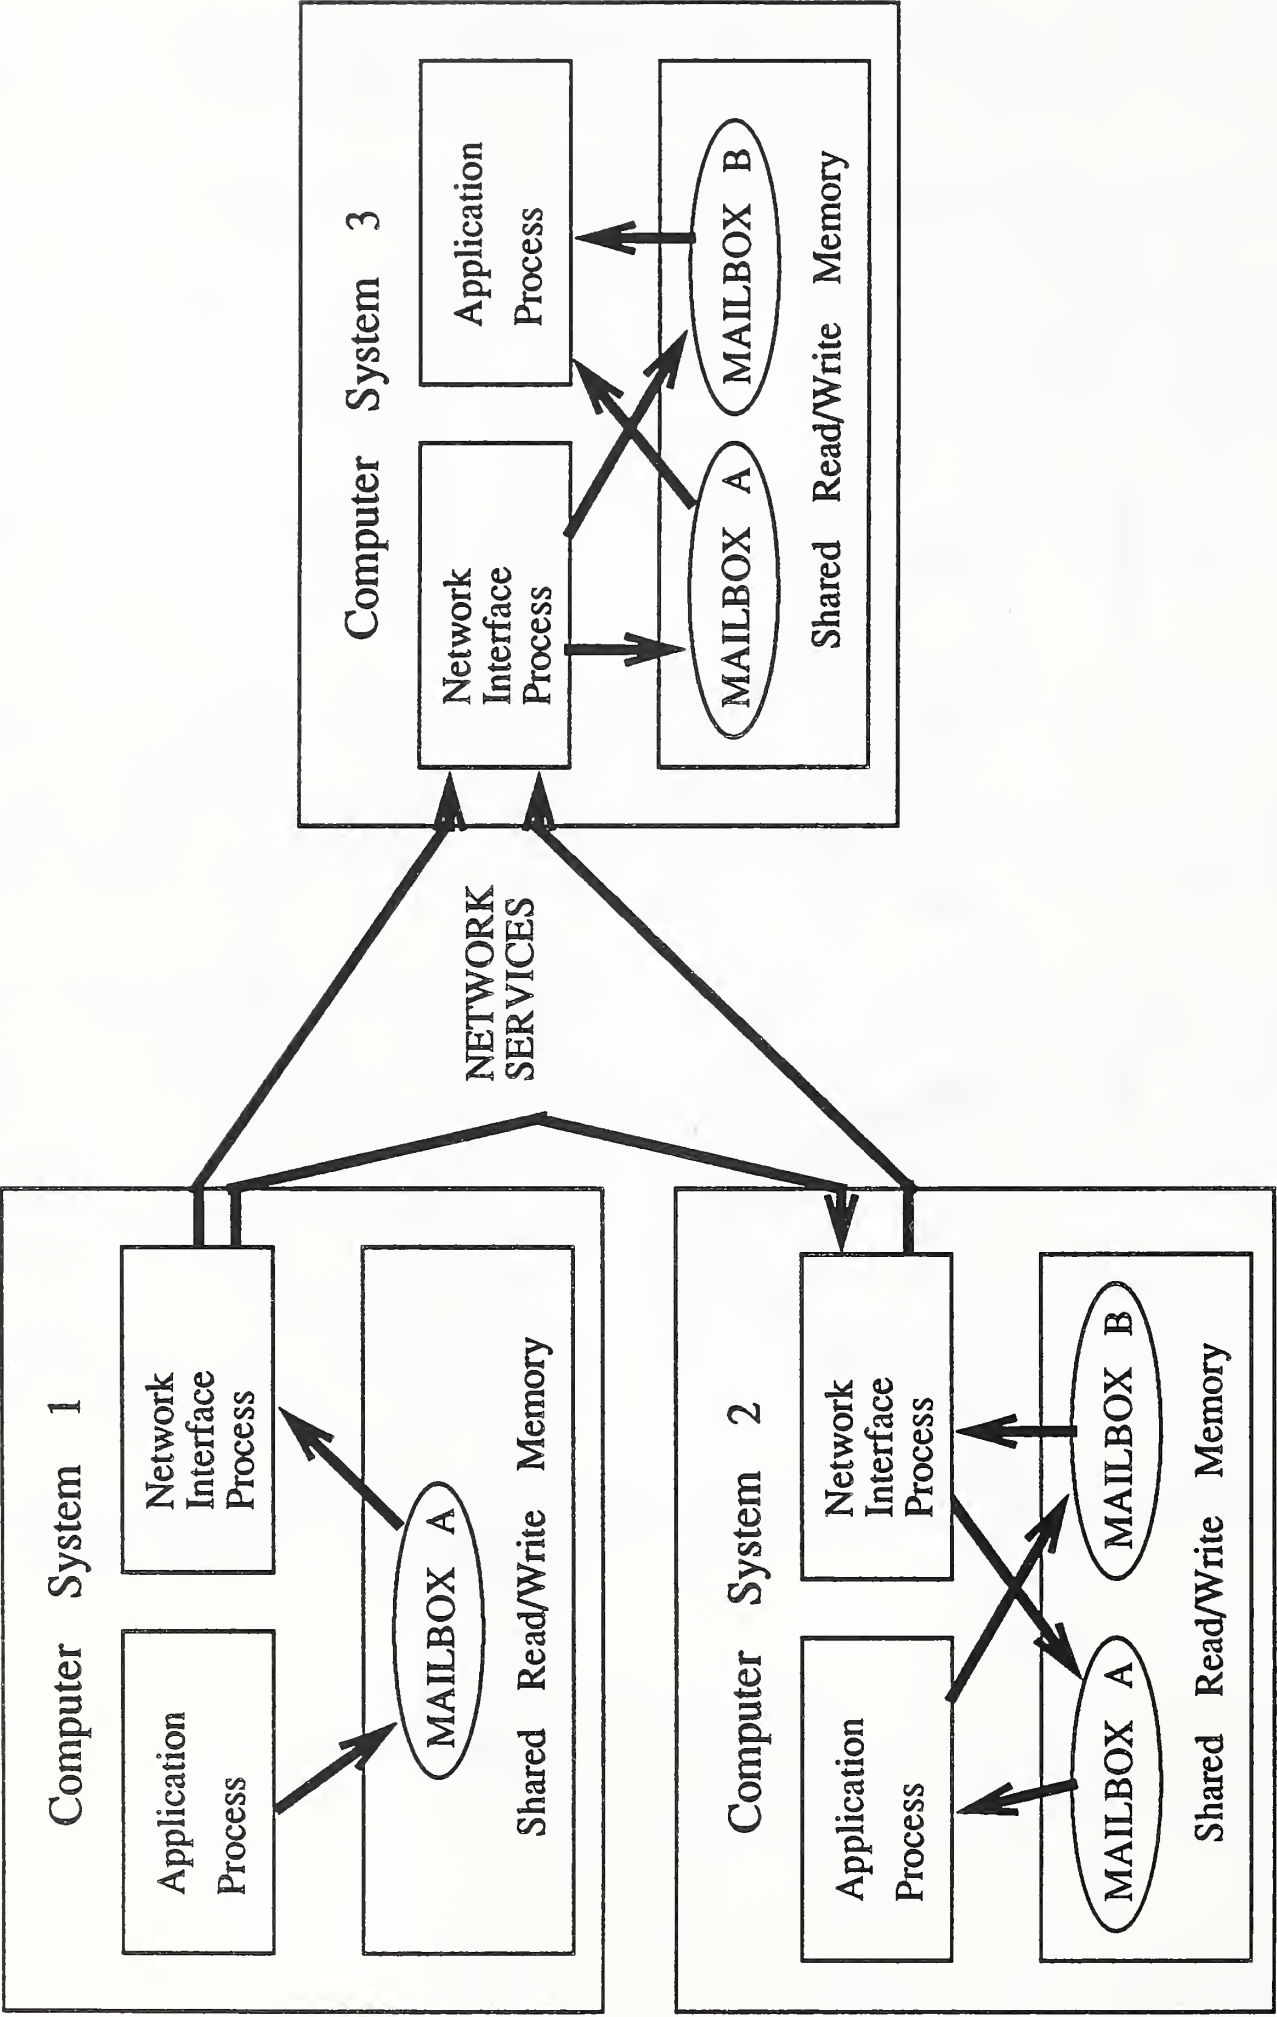 Computer System 1
Application
Process
Network
Interface
Process
MAILBOX A
Shared Read/Write Memory
NETWORK
SERVICES
Computer System 2
Application
Process
Network
Interface
Process
MAILBOX A
MAILBOX B
Shared Read/Write Memory
Computer System 3
Network
Interface
Process
Application
Process
MAILBOX A
MAILBOX B
Shared Read/Write Memory